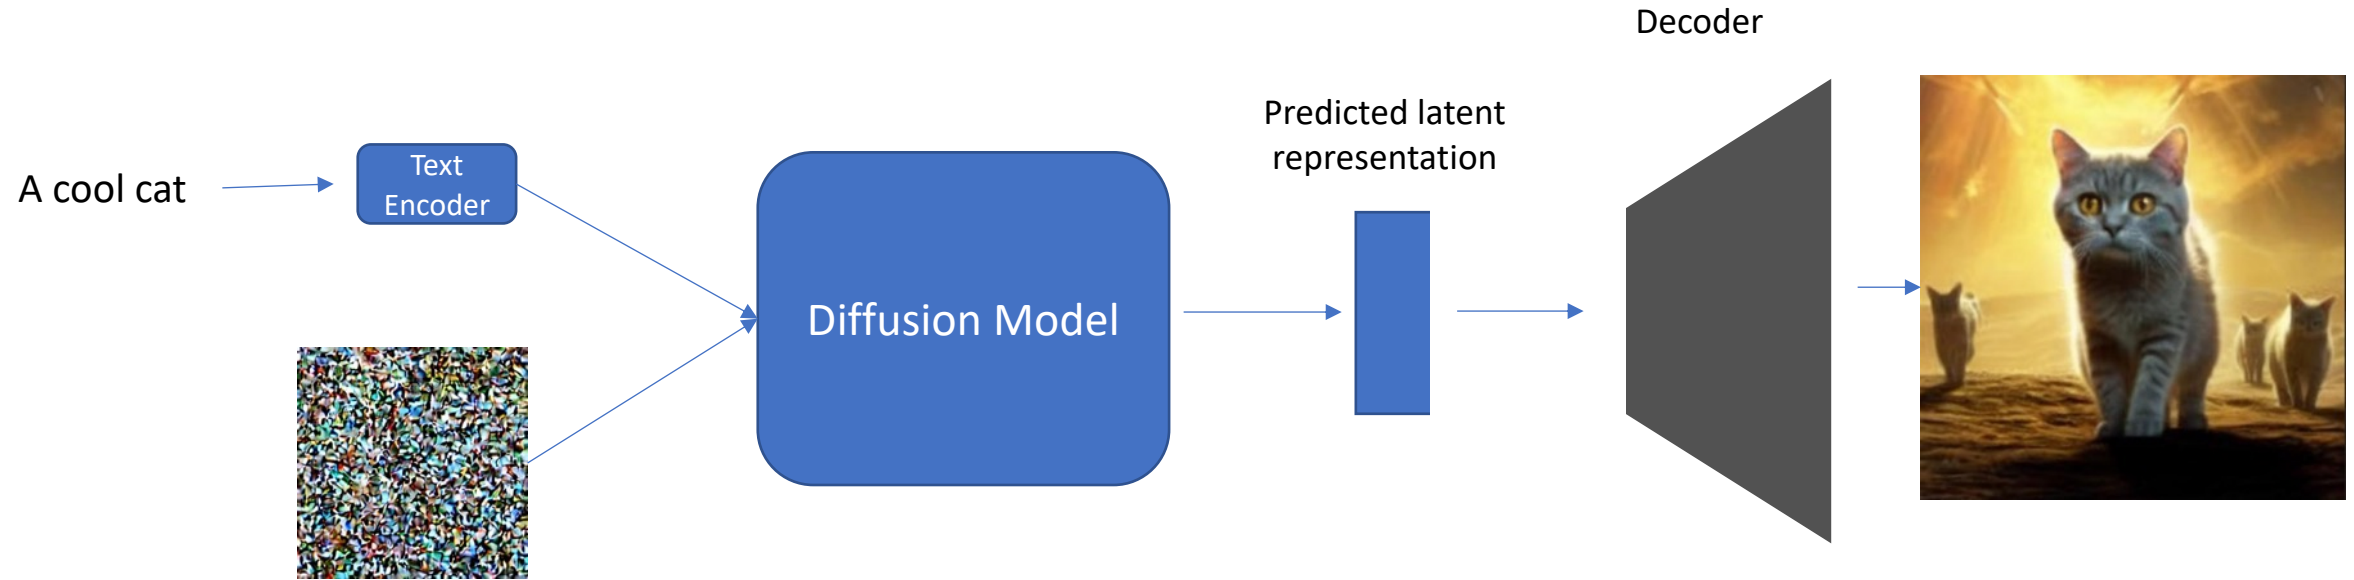 A cool cat
Text
Encoder
Diffusion Model
Predicted latent
representation
Decoder